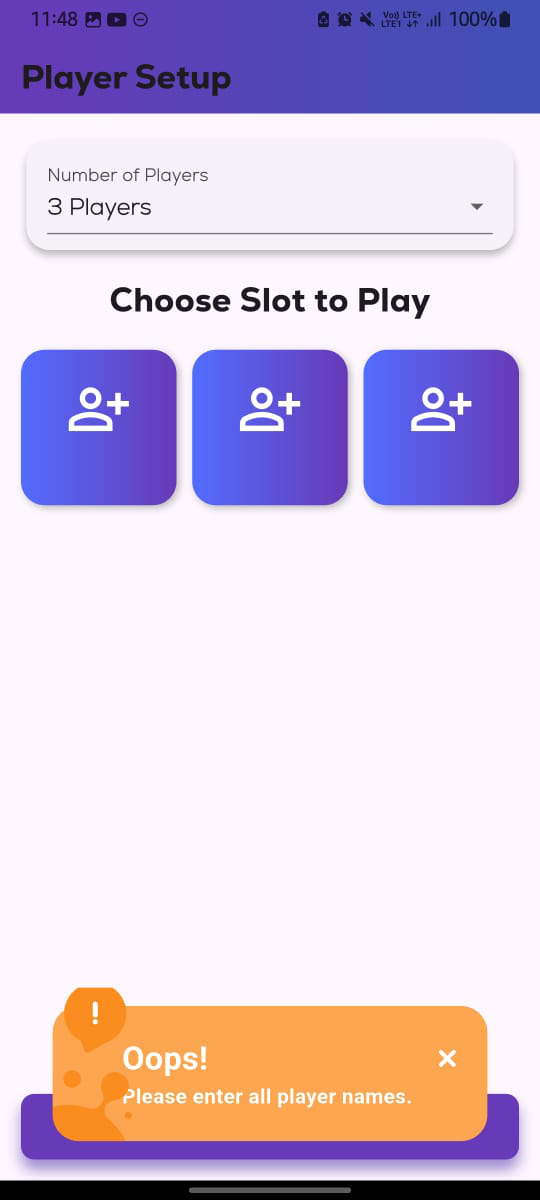 11:48
Vo)) LTE+
LTE1
100%
Player Setup
Number of Players
3 Players
Choose Slot to Play
!
Oops!
Please enter all player names.